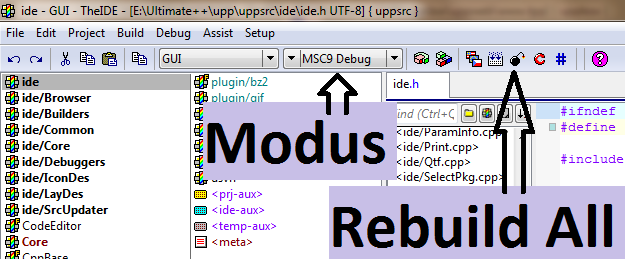 ide - GUI - TheIDE - [E:\Ultimate++\upp\uppsrc\ide\ide.h UTF-8] { uppsrc }
File Edit Macro Project Build Debug Assist Setup
GUI MSC9 Debug
ide
ide/Browser
ide/Builders
ide/Common
ide/Core
ide/Debuggers
ide/IconDes
ide/LayDes
ide/SrcUpdater
CodeEditor
Core
CppBase
plugin/bz2
plugin/gif
<prj-aux>
<ide-aux>
<temp-aux>
<meta>
ide.h
Find (Ctrl+
<ide/ParamInfo.cpp>
<ide/Print.cpp>
<ide/Qtf.cpp>
<ide/SelectPkg.cpp>
#ifndef
#define
#include
Modus
Rebuild All